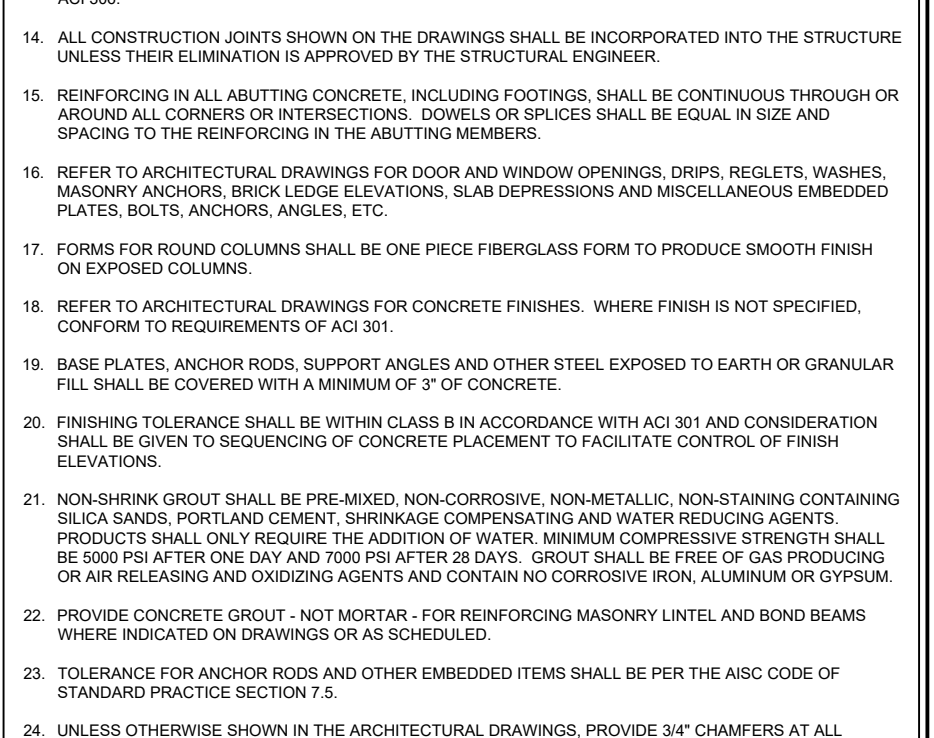 ACI 306.
14. ALL CONSTRUCTION JOINTS SHOWN ON THE DRAWINGS SHALL BE INCORPORATED INTO THE STRUCTURE
UNLESS THEIR ELIMINATION IS APPROVED BY THE STRUCTURAL ENGINEER.
15. REINFORCING IN ALL ABUTTING CONCRETE, INCLUDING FOOTINGS, SHALL BE CONTINUOUS THROUGH OR
AROUND ALL CORNERS OR INTERSECTIONS. DOWELS OR SPLICES SHALL BE EQUAL IN SIZE AND
SPACING TO THE REINFORCING IN THE ABUTTING MEMBERS.
16. REFER TO ARCHITECTURAL DRAWINGS FOR DOOR AND WINDOW OPENINGS, DRIPS, REGLETS, WASHES,
MASONRY ANCHORS, BRICK LEDGE ELEVATIONS, SLAB DEPRESSIONS AND MISCELLANEOUS EMBEDDED
PLATES, BOLTS, ANCHORS, ANGLES, ETC.
17. FORMS FOR ROUND COLUMNS SHALL BE ONE PIECE FIBERGLASS FORM TO PRODUCE SMOOTH FINISH
ON EXPOSED COLUMNS.
18. REFER TO ARCHITECTURAL DRAWINGS FOR CONCRETE FINISHES. WHERE FINISH IS NOT SPECIFIED,
CONFORM TO REQUIREMENTS OF ACI 301.
19. BASE PLATES, ANCHOR RODS, SUPPORT ANGLES AND OTHER STEEL EXPOSED TO EARTH OR GRANULAR
FILL SHALL BE COVERED WITH A MINIMUM OF 3" OF CONCRETE.
20. FINISHING TOLERANCE SHALL BE WITHIN CLASS B IN ACCORDANCE WITH ACI 301 AND CONSIDERATION
SHALL BE GIVEN TO SEQUENCING OF CONCRETE PLACEMENT TO FACILITATE CONTROL OF FINISH
ELEVATIONS.
21. NON-SHRINK GROUT SHALL BE PRE-MIXED, NON-CORROSIVE, NON-METALLIC, NON-STAINING CONTAINING
SILICA SANDS, PORTLAND CEMENT, SHRINKAGE COMPENSATING AND WATER REDUCING AGENTS.
PRODUCTS SHALL ONLY REQUIRE THE ADDITION OF WATER. MINIMUM COMPRESSIVE STRENGTH SHALL
BE 5000 PSI AFTER ONE DAY AND 7000 PSI AFTER 28 DAYS. GROUT SHALL BE FREE OF GAS PRODUCING
OR AIR RELEASING AND OXIDIZING AGENTS AND CONTAIN NO CORROSIVE IRON, ALUMINUM OR GYPSUM.
22. PROVIDE CONCRETE GROUT - NOT MORTAR - FOR REINFORCING MASONRY LINTEL AND BOND BEAMS
WHERE INDICATED ON DRAWINGS OR AS SCHEDULED.
23. TOLERANCE FOR ANCHOR RODS AND OTHER EMBEDDED ITEMS SHALL BE PER THE AISC CODE OF
STANDARD PRACTICE SECTION 7.5.
24. UNLESS OTHERWISE SHOWN IN THE ARCHITECTURAL DRAWINGS, PROVIDE 3/4" CHAMFERS AT ALL